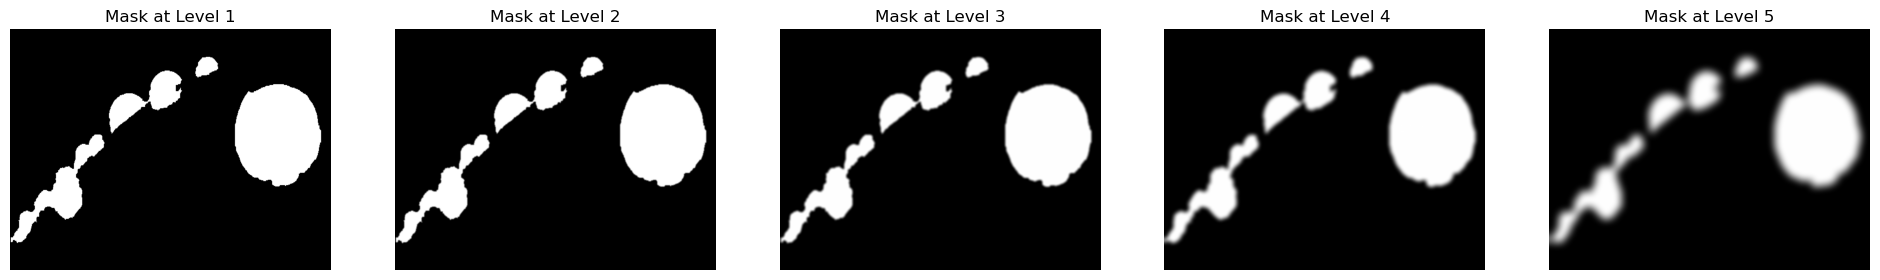 Mask at Level 1
Mask at Level 2
Mask at Level 3
Mask at Level 4
Mask at Level 5